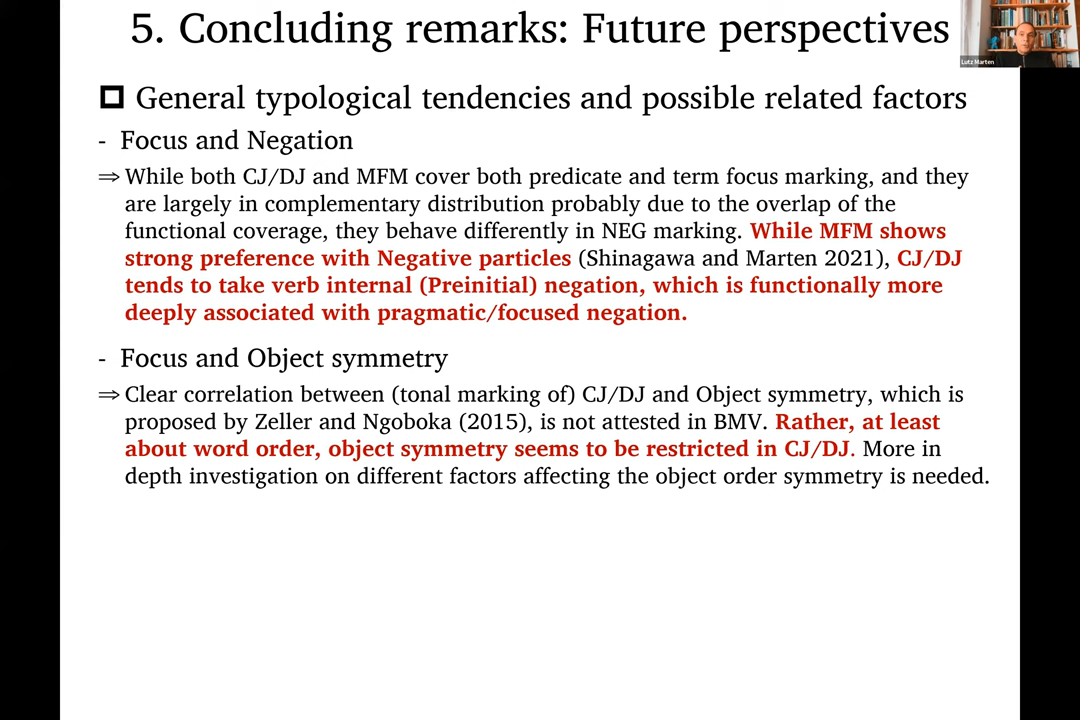 5. Concluding remarks: Future perspectives
Lutz Marten
General typological tendencies and possible related factors
- Focus and Negation
⇒ While both CJ/DJ and MFM cover both predicate and term focus marking, and they
are largely in complementary distribution probably due to the overlap of the
functional coverage, they behave differently in NEG marking. While MFM shows
strong preference with Negative particles (Shinagawa and Marten 2021), CJ/DJ
tends to take verb internal (Preinitial) negation, which is functionally more
deeply associated with pragmatic/focused negation.
- Focus and Object symmetry
⇒ Clear correlation between (tonal marking of) CJ/DJ and Object symmetry, which is
proposed by Zeller and Ngoboka (2015), is not attested in BMV. Rather, at least
about word order, object symmetry seems to be restricted in CJ/DJ. More in
depth investigation on different factors affecting the object order symmetry is needed.